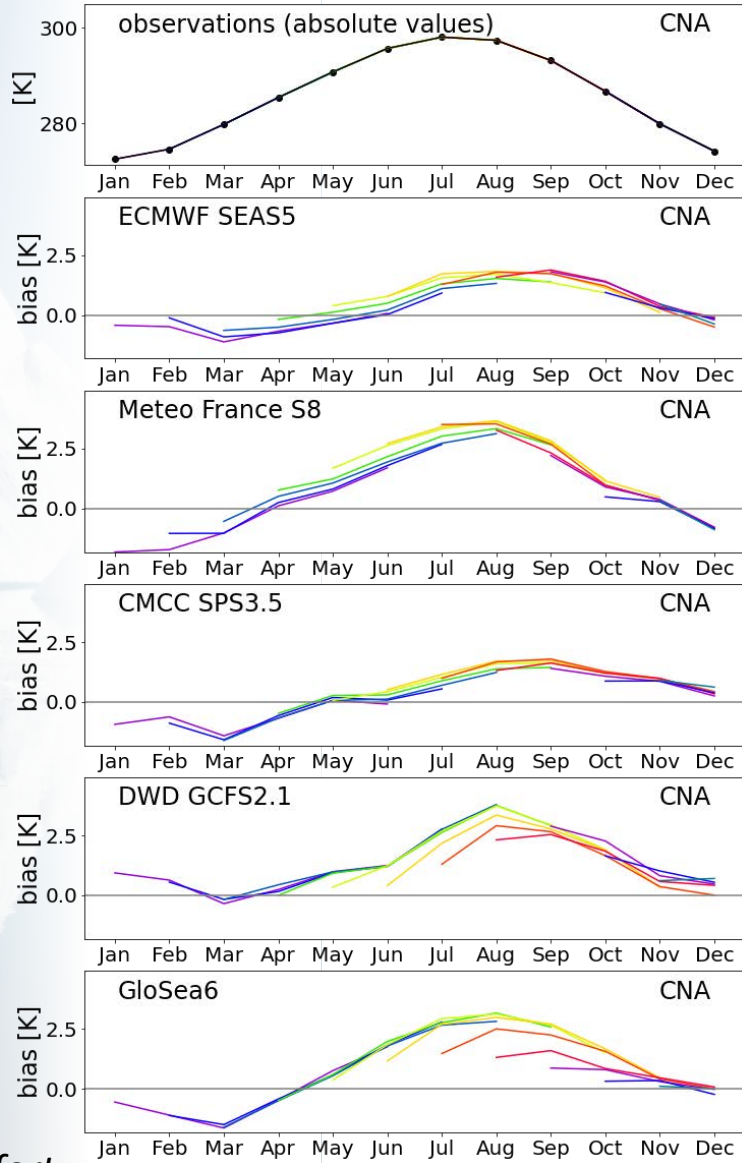 observations (absolute values) CNA
300
[K]
280
Jan Feb Mar Apr May Jun Jul Aug Sep Oct Nov Dec
ECMWF SEAS5 CNA
2.5
bias [K]
0.0
Jan Feb Mar Apr May Jun Jul Aug Sep Oct Nov Dec
Meteo France S8 CNA
2.5
bias [K]
0.0
Jan Feb Mar Apr May Jun Jul Aug Sep Oct Nov Dec
CMCC SPS3.5 CNA
2.5
bias [K]
0.0
Jan Feb Mar Apr May Jun Jul Aug Sep Oct Nov Dec
DWD GCFS2.1 CNA
2.5
bias [K]
0.0
Jan Feb Mar Apr May Jun Jul Aug Sep Oct Nov Dec
GloSea6 CNA
2.5
bias [K]
0.0
Jan Feb Mar Apr May Jun Jul Aug Sep Oct Nov Dec